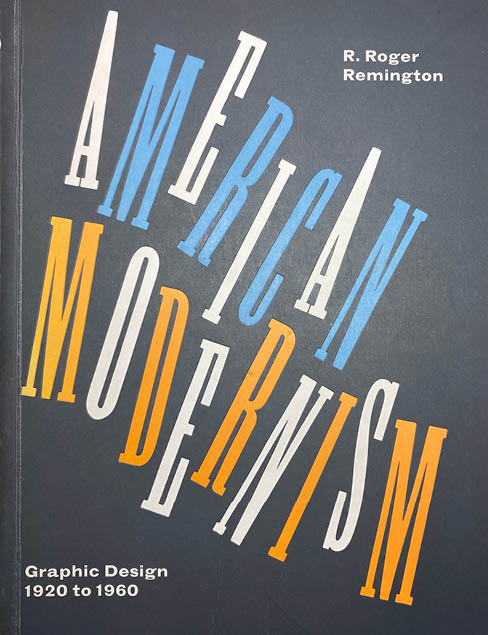 R. Roger
Remington
AMERICAN
MODERNISM
Graphic Design
1920 to 1960